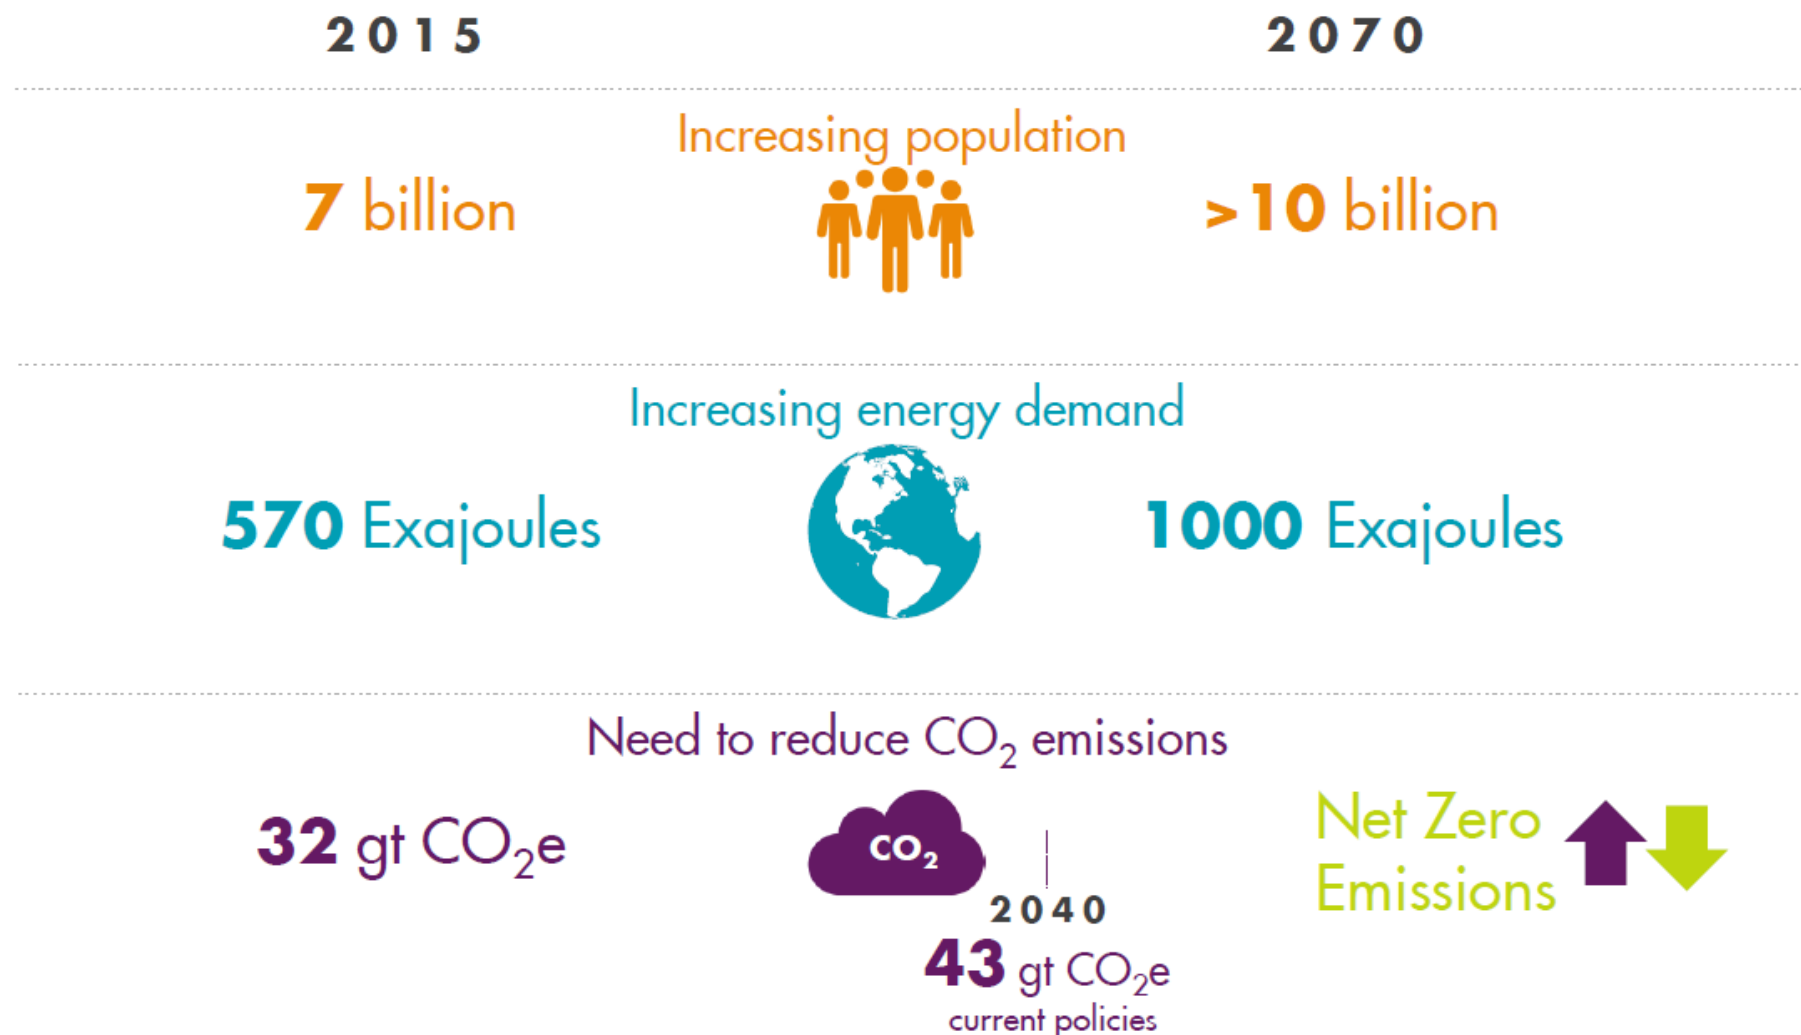 2015 2070
Increasing population
7 billion >10 billion
Increasing energy demand
570 Exajoules 1000 Exajoules
Need to reduce CO₂ emissions
32 gt CO₂e
CO₂
Net Zero
Emissions
2040
43 gt CO₂e
current policies